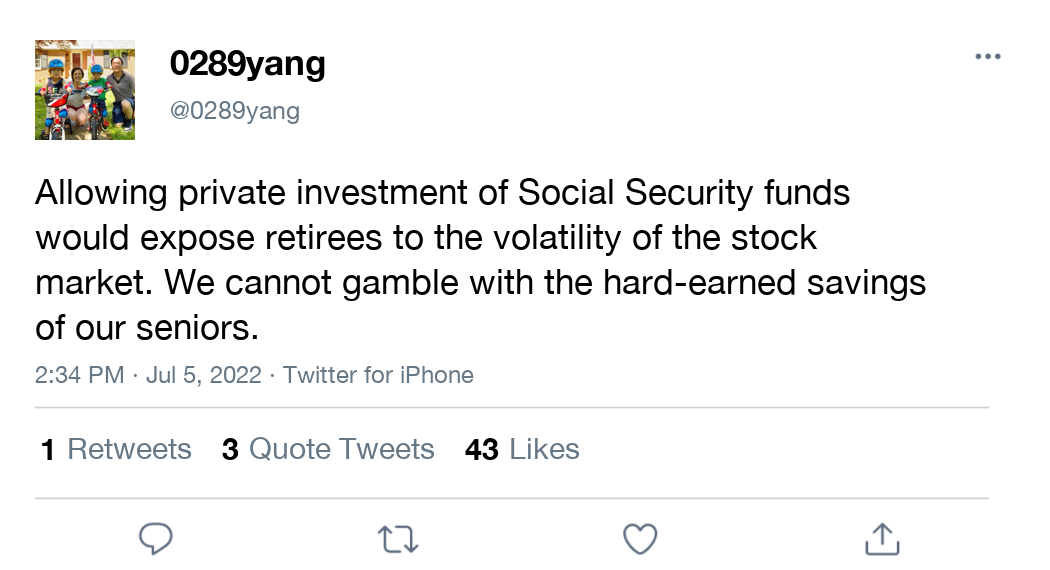 0289yang
@0289yang
Allowing private investment of Social Security funds
would expose retirees to the volatility of the stock
market. We cannot gamble with the hard-earned savings
of our seniors.
2:34 PM · Jul 5, 2022 · Twitter for iPhone
1 Retweets 3 Quote Tweets 43 Likes